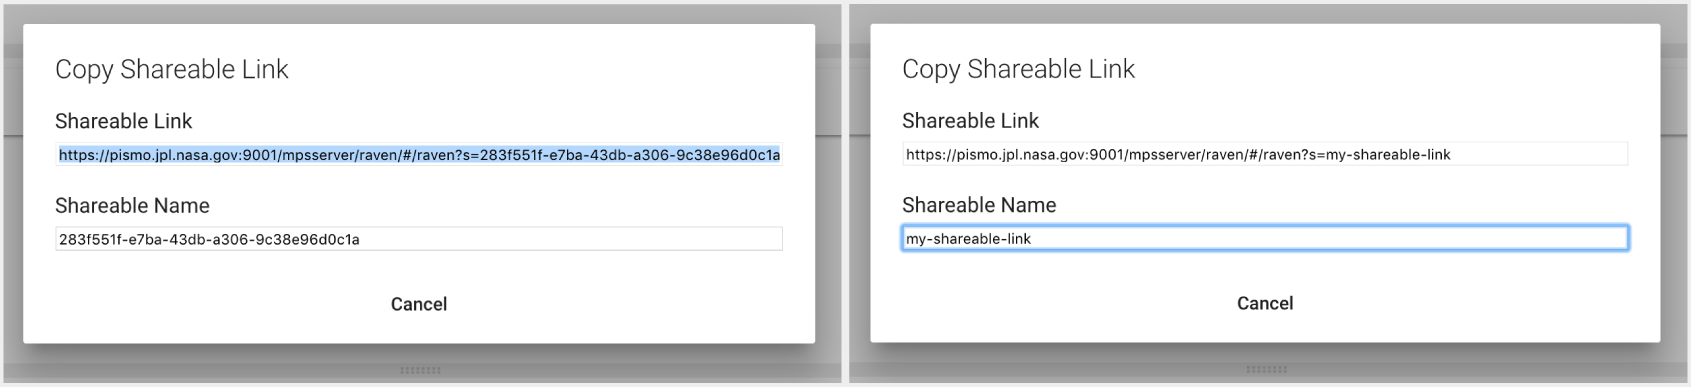 Copy Shareable Link
Shareable Link
https://pismo.jpl.nasa.gov:9001/mpsserver/raven/#/raven?s=283f551f-e7ba-43db-a306-9c38e96d0c1a
Shareable Name
283f551f-e7ba-43db-a306-9c38e96d0c1a
Cancel
Copy Shareable Link
Shareable Link
https://pismo.jpl.nasa.gov:9001/mpsserver/raven/#/raven?s=my-shareable-link
Shareable Name
my-shareable-link
Cancel